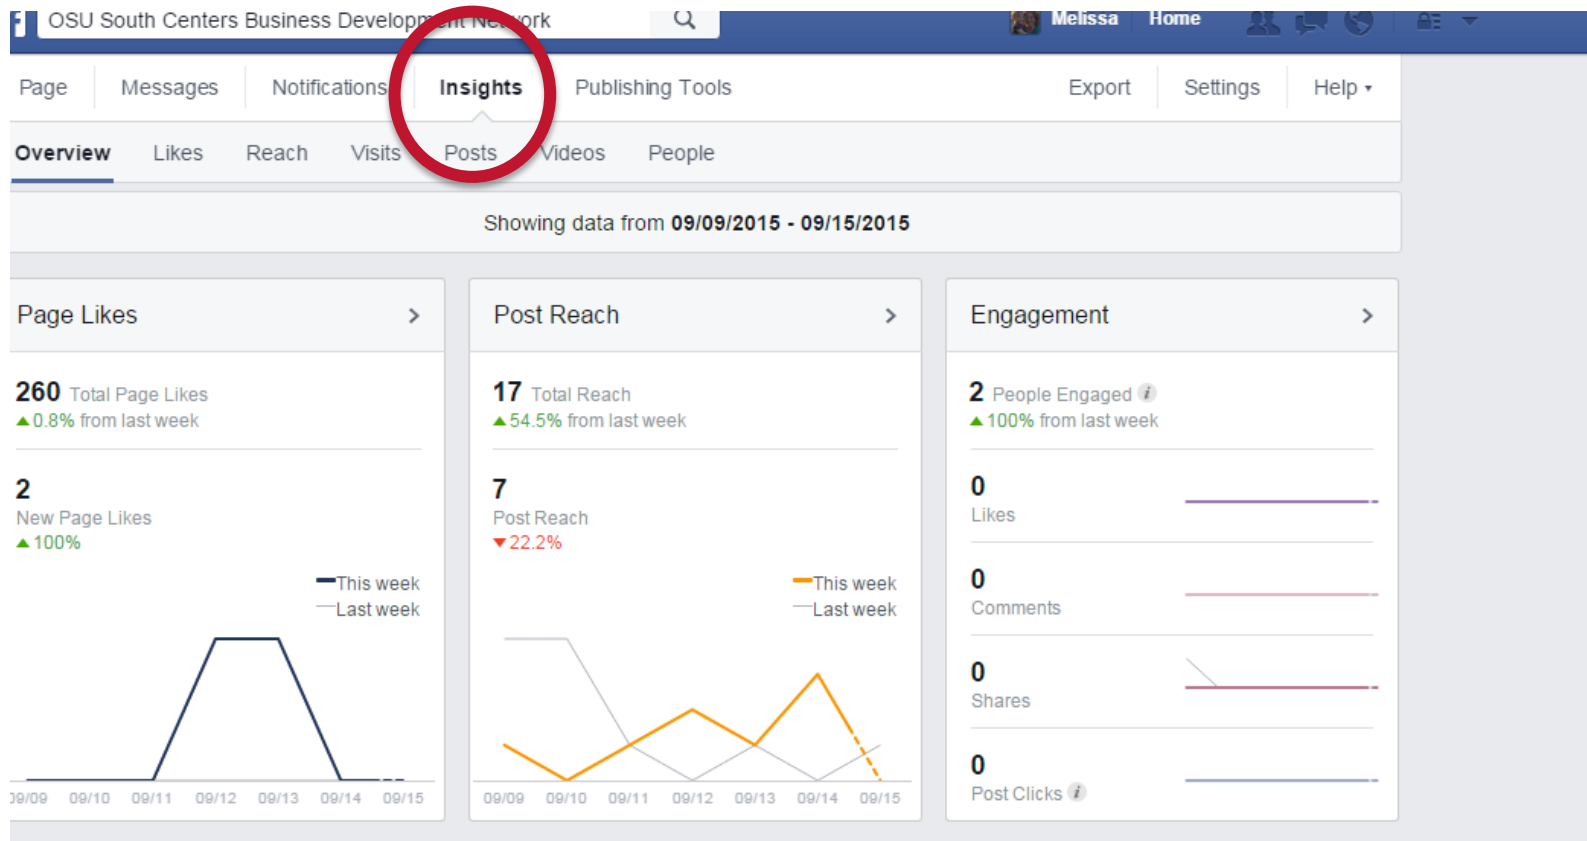 f OSU South Centers Business Development Network Melissa Home
Page Messages Notifications Insights Publishing Tools Export Settings Help
Overview Likes Reach Visits Posts Videos People
Showing data from 09/09/2015 - 09/15/2015
Page Likes
260 Total Page Likes
0.8% from last week
2
New Page Likes
100%
This week
Last week
09/09 09/10 09/11 09/12 09/13 09/14 09/15
Post Reach
17 Total Reach
54.5% from last week
7
Post Reach
22.2%
This week
Last week
09/09 09/10 09/11 09/12 09/13 09/14 09/15
Engagement
2 People Engaged i
100% from last week
0
Likes
0
Comments
0
Shares
0
Post Clicks i